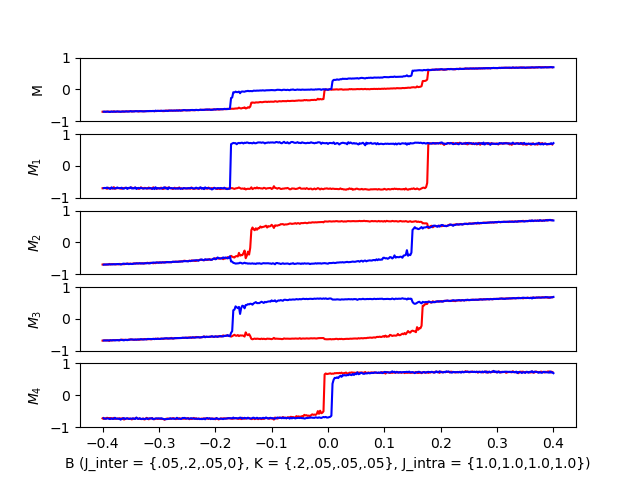 1
0
−1
M
1
0
−1
M₁
1
0
−1
M₂
1
0
−1
M₃
1
0
−1
M₄
−0.4 −0.3 −0.2 −0.1 0.0 0.1 0.2 0.3 0.4
B (J_inter = {.05,.2,.05,0}, K = {.2,.05,.05,.05}, J_intra = {1.0,1.0,1.0,1.0})